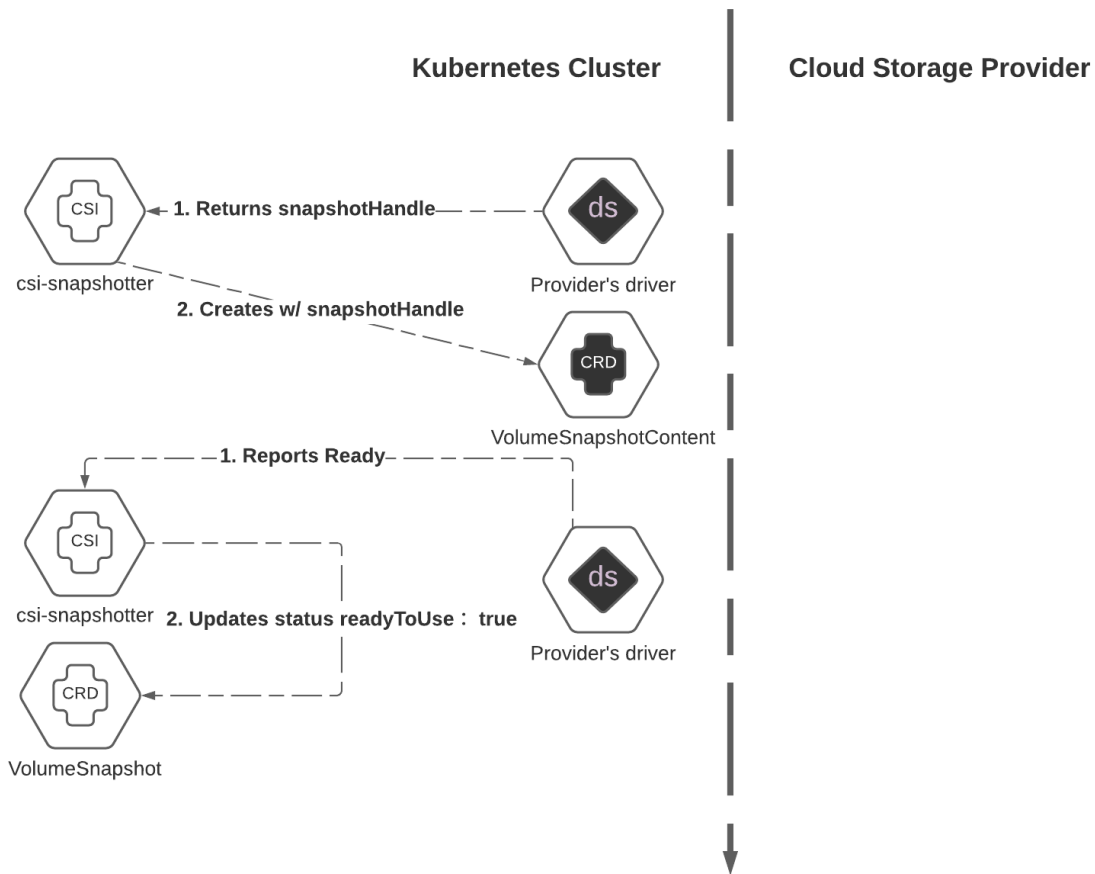 Kubernetes Cluster
Cloud Storage Provider
CSI
1. Returns snapshotHandle
ds
csi-snapshotter
Provider's driver
2. Creates w/ snapshotHandle
CRD
VolumeSnapshotContent
1. Reports Ready
CSI
ds
csi-snapshotter
2. Updates status readyToUse： true
Provider's driver
CRD
VolumeSnapshot